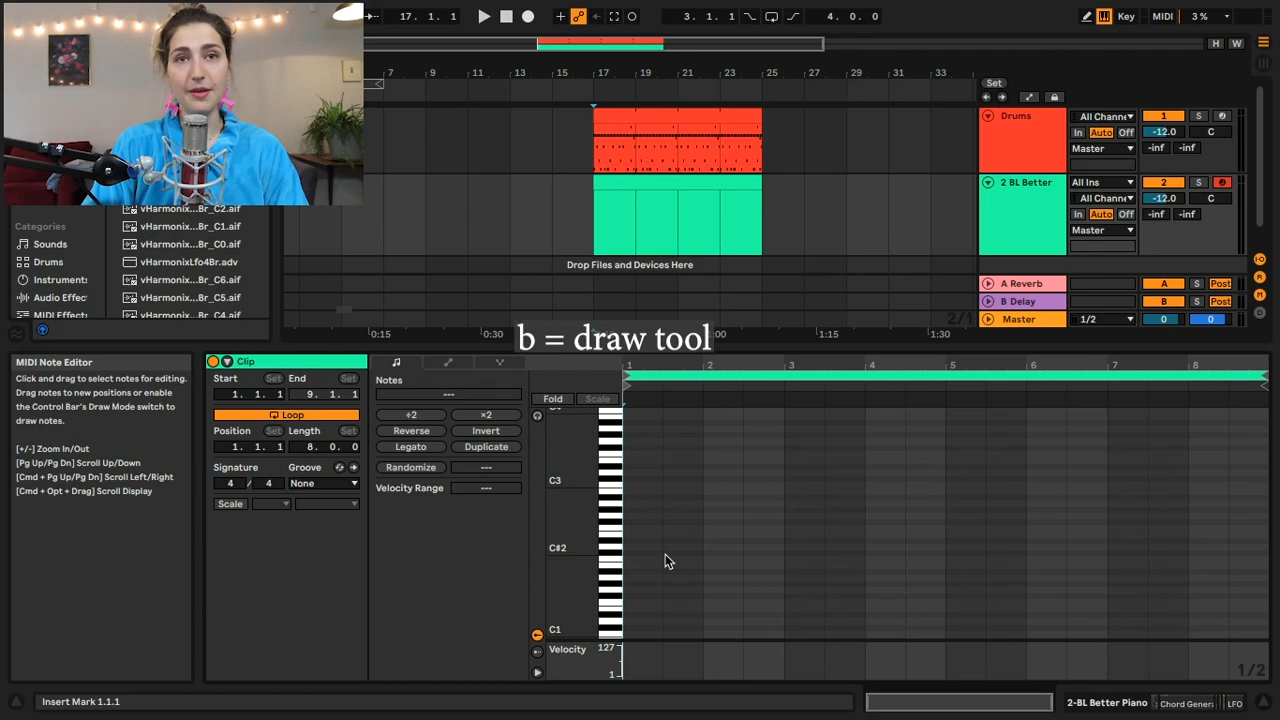 17. 1. 1
3. 1. 1
4. 0. 0
Key
MIDI
3 %
H
W
7
9
11
13
15
17
19
21
23
25
27
29
31
33
Set
Drums
All Channe
1
S
In
Auto
Off
-12.0
C
Master
-inf
-inf
2 BL Better
All Ins
2
S
All Channe
-12.0
C
In
Auto
Off
-inf
-inf
Master
vHarmonix...Br_C2.aif
Categories
vHarmonix...Br_C1.aif
Sounds
vHarmonix...Br_C0.aif
Drums
vHarmonixLfo4Br.adv
Instrument
vHarmonix...Br_C6.aif
Audio Effec
vHarmonix...Br_C5.aif
MIDI Effect
vHarmonix...Br_C4.aif
Drop Files and Devices Here
A Reverb
A
S
Post
B Delay
B
S
Post
2/1
Master
1/2
0
0
0:15
0:30
1:15
1:30
b = draw tool
MIDI Note Editor
Click and drag to select notes for editing.
Drag notes to new positions or enable
the Control Bar's Draw Mode switch to
draw notes.
[+/-] Zoom In/Out
[Pg Up/Pg Dn] Scroll Up/Down
[Cmd + Pg Up/Pg Dn] Scroll Left/Right
[Cmd + Opt + Drag] Scroll Display
Clip
Start
Set
End
Set
1. 1. 1
9. 1. 1
Loop
Position
Set
Length
Set
1. 1. 1
8. 0. 0
Signature
Groove
4 / 4
None
Scale
Notes
---
÷2
×2
Reverse
Invert
Legato
Duplicate
Randomize
---
Velocity Range
---
1
2
3
4
5
6
7
8
Fold
Scale
C3
C#2
C1
Velocity
127
1
1/2
Insert Mark 1.1.1
2-BL Better Piano
Chord Genera
LFO